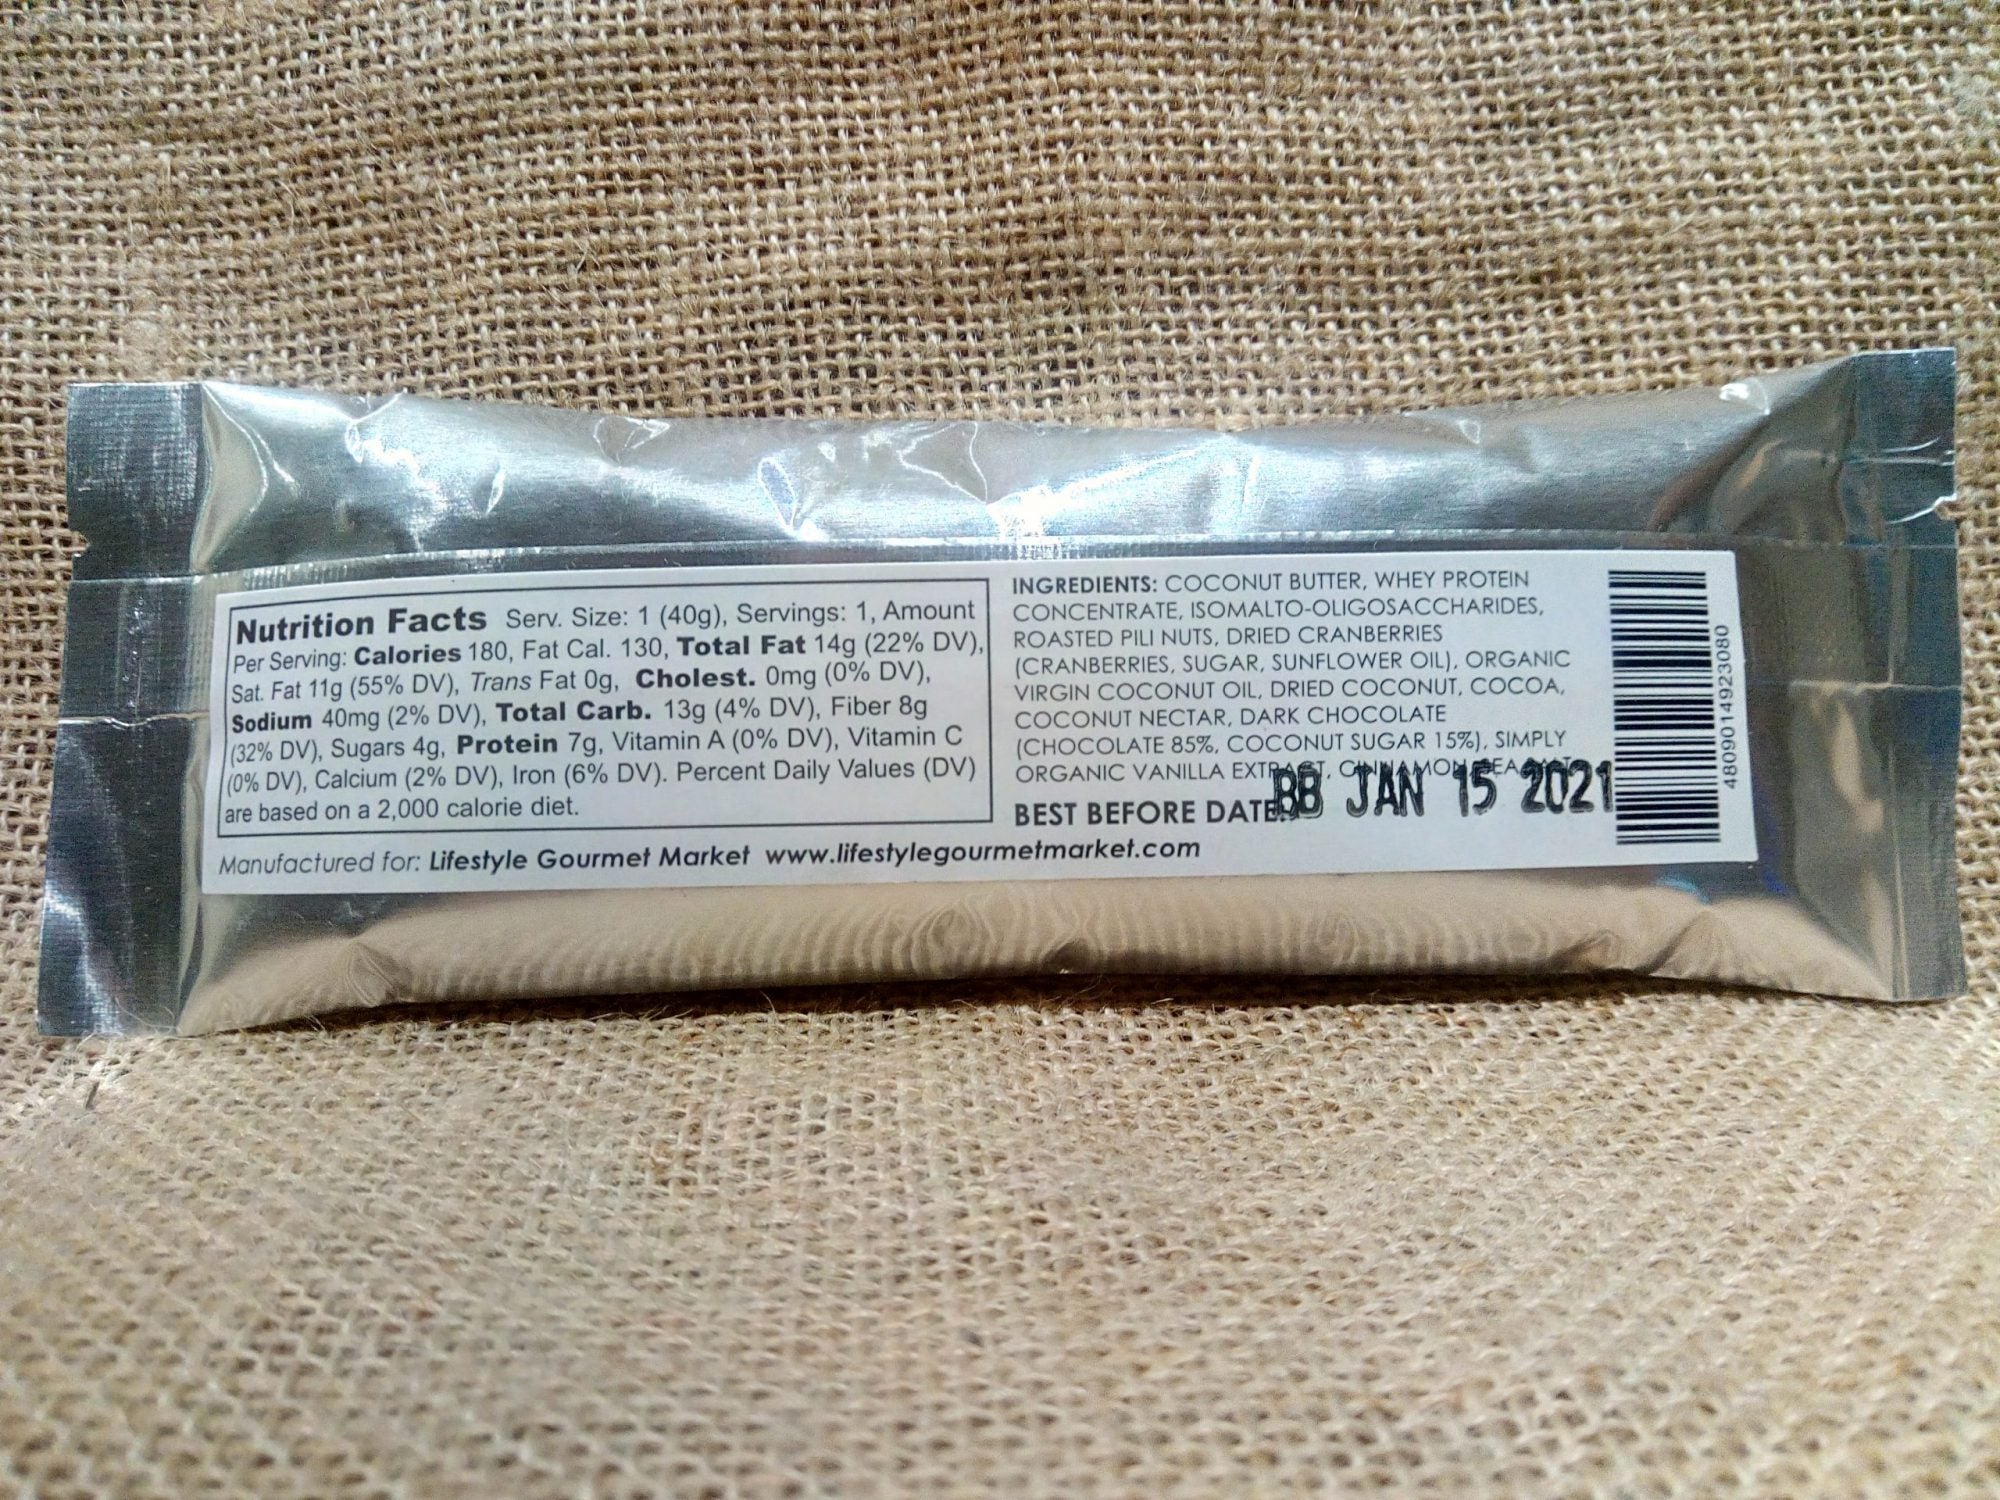 Nutrition Facts Serv. Size: 1 (40g), Servings: 1, Amount
Per Serving: Calories 180, Fat Cal. 130, Total Fat 14g (22% DV),
Sat. Fat 11g (55% DV), Trans Fat 0g, Cholest. 0mg (0% DV),
Sodium 40mg (2% DV), Total Carb. 13g (4% DV), Fiber 8g
(32% DV), Sugars 4g, Protein 7g, Vitamin A (0% DV), Vitamin C
(0% DV), Calcium (2% DV), Iron (6% DV). Percent Daily Values (DV)
are based on a 2,000 calorie diet.
Manufactured for: Lifestyle Gourmet Market www.lifestylegourmetmarket.com
INGREDIENTS: COCONUT BUTTER, WHEY PROTEIN
CONCENTRATE, ISOMALTO-OLIGOSACCHARIDES,
ROASTED PILI NUTS, DRIED CRANBERRIES
(CRANBERRIES, SUGAR, SUNFLOWER OIL), ORGANIC
VIRGIN COCONUT OIL, DRIED COCONUT, COCOA,
COCONUT NECTAR, DARK CHOCOLATE
(CHOCOLATE 85%, COCONUT SUGAR 15%), SIMPLY
ORGANIC VANILLA EXTRACT, CINNAMON,
BEST BEFORE DATE: BB JAN 15 2021
4809014923080